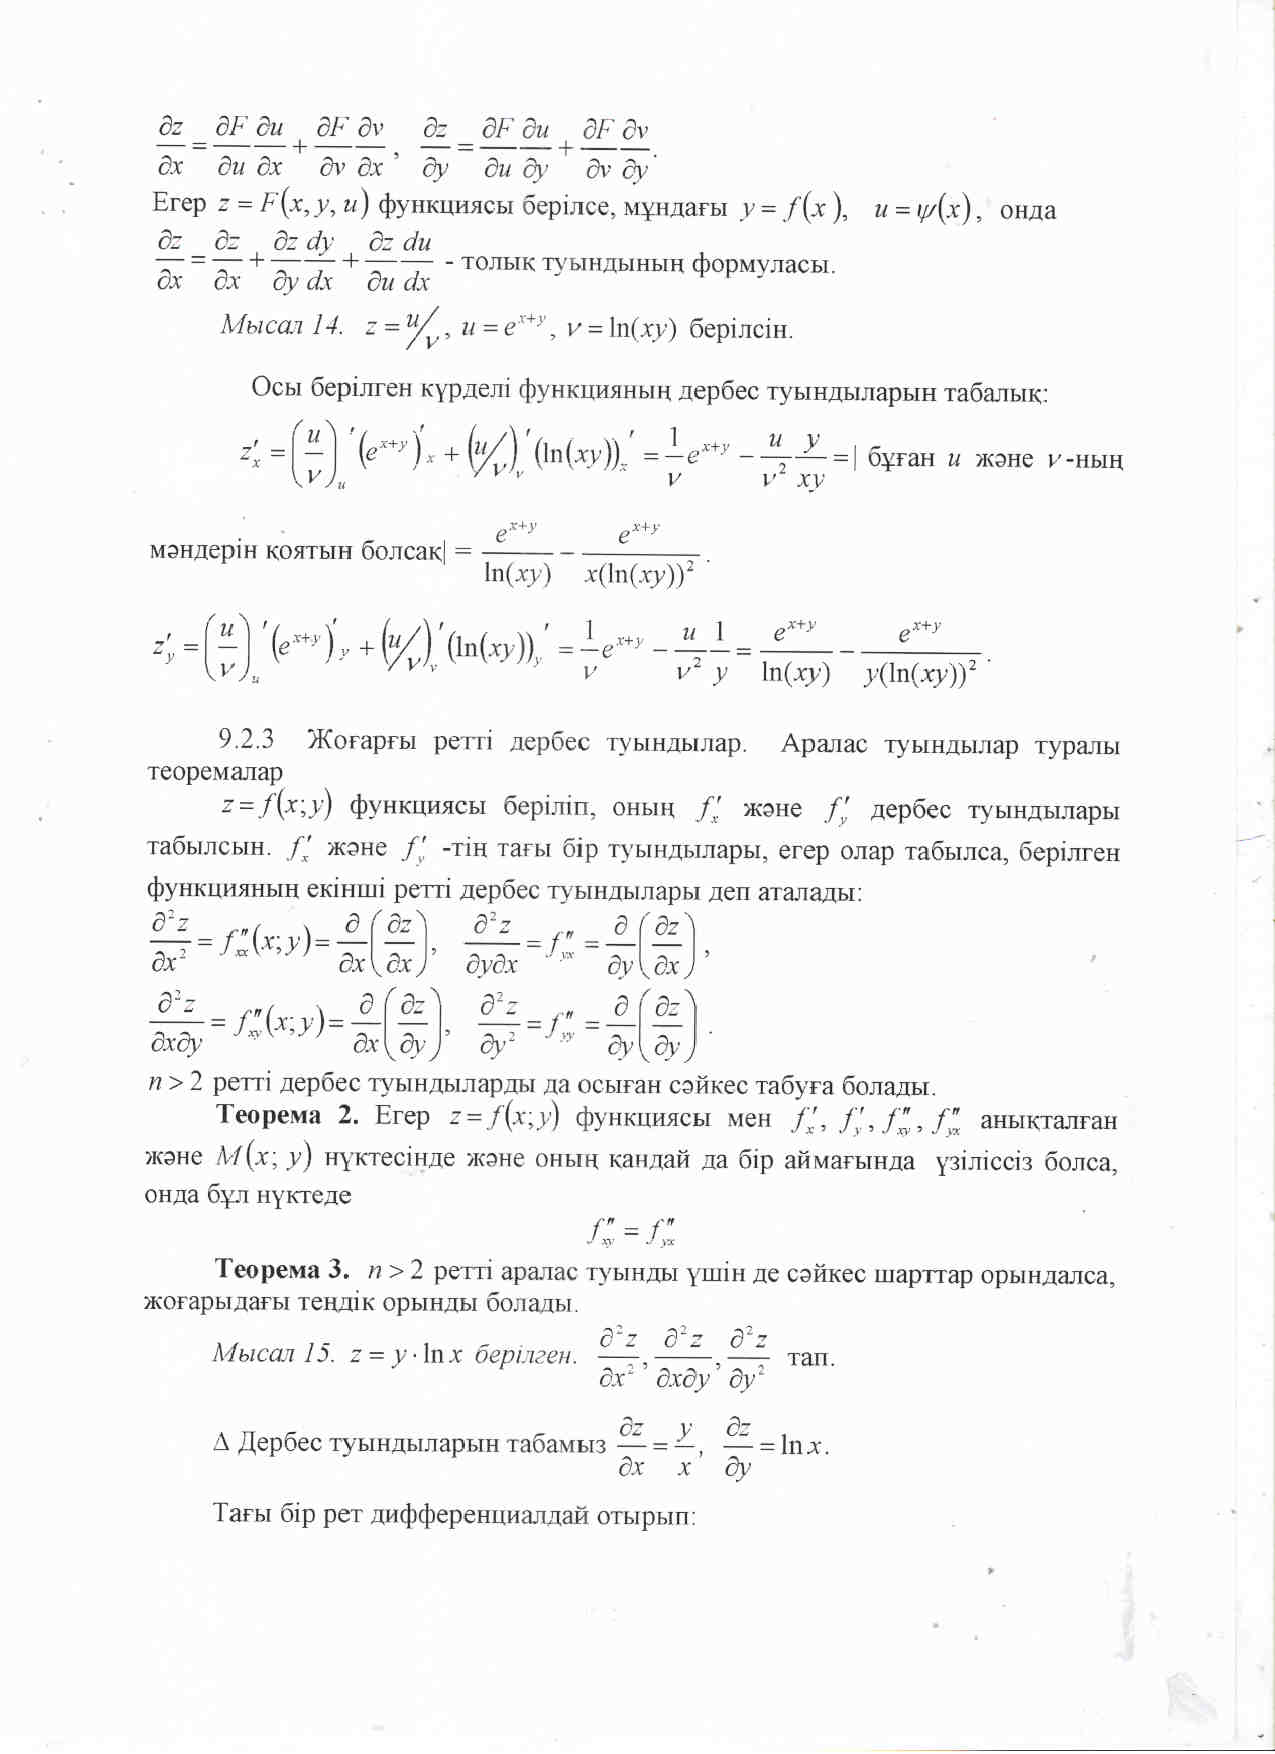 ∂z/∂x = ∂F/∂u ∂u/∂x + ∂F/∂v ∂v/∂x , ∂z/∂y = ∂F/∂u ∂u/∂y + ∂F/∂v ∂v/∂y .
Егер z = F(x, y, u) функциясы берілсе, мұндағы y = f(x ), u = ψ(x), онда
∂z/∂x = ∂z/∂x + ∂z/∂y dy/dx + ∂z/∂u du/dx - толық туындының формуласы.
Мысал 14. z = u/v, u = e^{x+y}, v = ln(xy) берілсін.
Осы берілген күрделі функцияның дербес туындыларын табалық:
z′_x = (u/v)′_u (e^{x+y})′_x + (u/v)′_v (ln(xy))′_x = 1/v e^{x+y} − u/v² y/xy =| бұған u және v-ның
мәндерін қоятын болсақ| = e^{x+y}/ln(xy) − e^{x+y}/x(ln(xy))² .
z′_y = (u/v)′_u (e^{x+y})′_y + (u/v)′_v (ln(xy))′_y = 1/v e^{x+y} − u/v² 1/y = e^{x+y}/ln(xy) − e^{x+y}/y(ln(xy))² .
9.2.3 Жоғарғы ретті дербес туындылар. Аралас туындылар туралы
теоремалар
z = f(x; y) функциясы беріліп, оның f′_x және f′_y дербес туындылары
табылсын. f′_x және f′_y -тің тағы бір туындылары, егер олар табылса, берілген
функцияның екінші ретті дербес туындылары деп аталады:
∂²z/∂x² = f″_xx(x; y) = ∂/∂x (∂z/∂x), ∂²z/∂y∂x = f″_yx = ∂/∂y (∂z/∂x),
∂²z/∂x∂y = f″_xy(x; y) = ∂/∂x (∂z/∂y), ∂²z/∂y² = f″_yy = ∂/∂y (∂z/∂y) .
n > 2 ретті дербес туындыларды да осыған сәйкес табуға болады.
Теорема 2. Егер z = f(x; y) функциясы мен f′_x, f′_y, f″_xy, f″_yx анықталған
және M(x; y) нүктесінде және оның қандай да бір аймағында үзіліссіз болса,
онда бұл нүктеде
f″_xy = f″_yx
Теорема 3. n > 2 ретті аралас туынды үшін де сәйкес шарттар орындалса,
жоғарыдағы теңдік орынды болады.
Мысал 15. z = y · ln x берілген. ∂²z/∂x², ∂²z/∂x∂y, ∂²z/∂y² тап.
Δ Дербес туындыларын табамыз ∂z/∂x = y/x, ∂z/∂y = ln x.
Тағы бір рет дифференциалдай отырып: